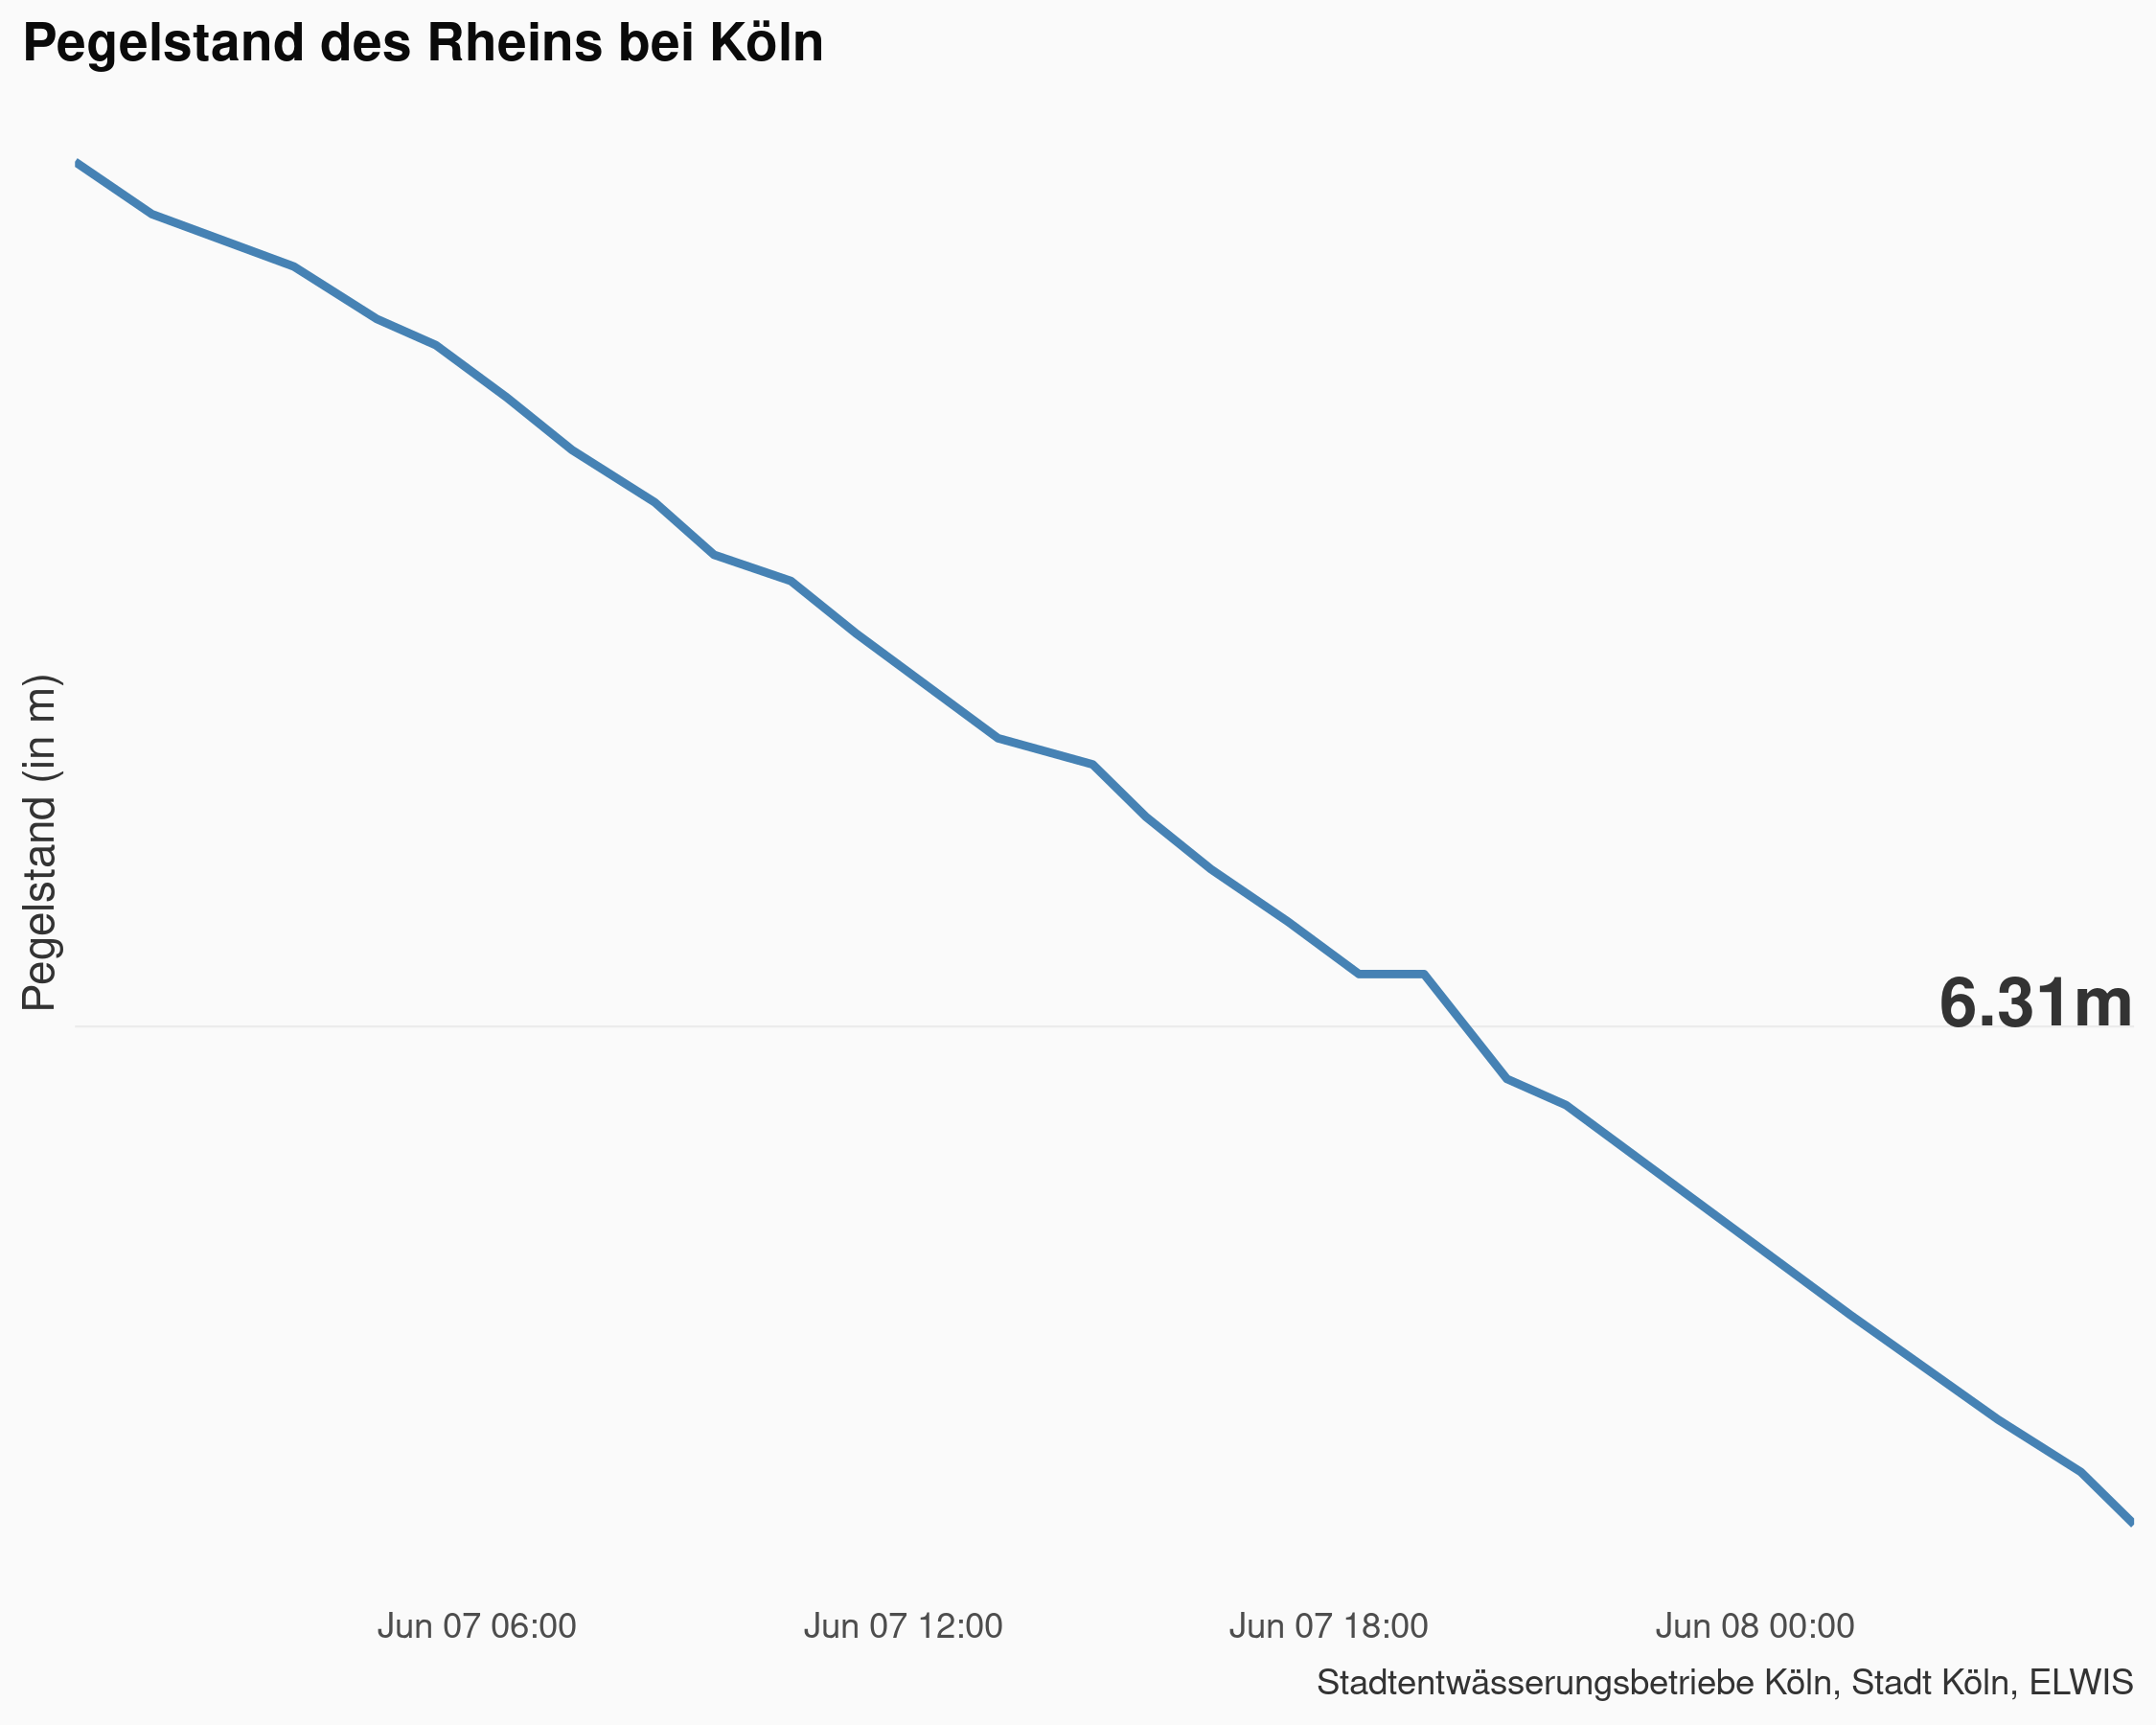 Pegelstand des Rheins bei Köln
Pegelstand (in m)
6.31m
Jun 07 06:00
Jun 07 12:00
Jun 07 18:00
Jun 08 00:00
Stadtentwässerungsbetriebe Köln, Stadt Köln, ELWIS